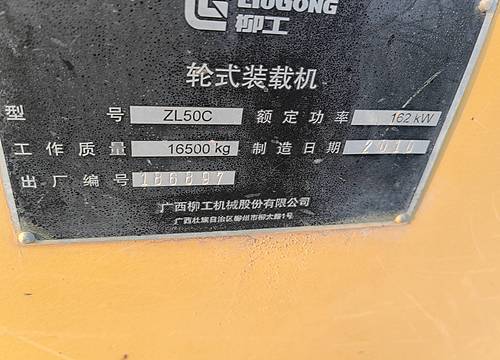 LIUGONG
柳工
轮式装载机
型号 ZL50C 额定功率 162 kW
工作质量 16500 kg 制造日期 2010
出厂编号 186897
广西柳工机械股份有限公司
广西壮族自治区柳州市柳太路1号